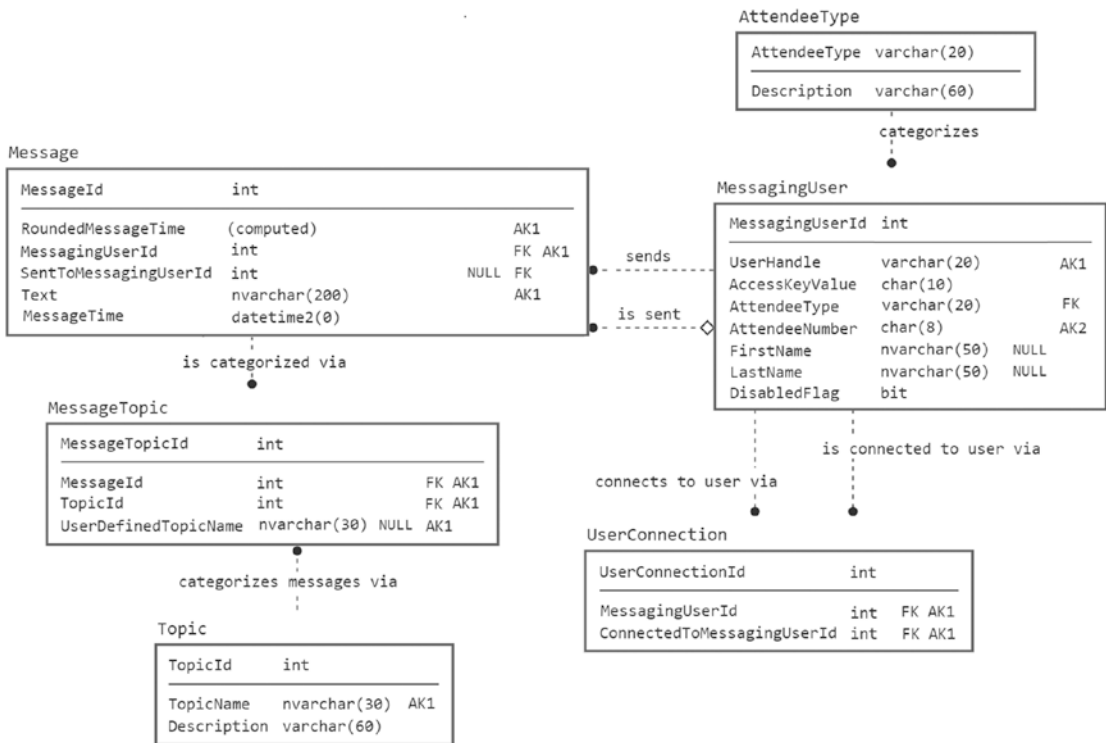 AttendeeType
AttendeeType varchar(20)
Description varchar(60)
categorizes
Message
MessageId int
RoundedMessageTime (computed) AK1
MessagingUserId int FK AK1
SentToMessagingUserId int NULL FK
Text nvarchar(200) AK1
MessageTime datetime2(0)
sends
is sent
MessagingUser
MessagingUserId int
UserHandle varchar(20) AK1
AccessKeyValue char(10)
AttendeeType varchar(20) FK
AttendeeNumber char(8) AK2
FirstName nvarchar(50) NULL
LastName nvarchar(50) NULL
DisabledFlag bit
is categorized via
MessageTopic
MessageTopicId int
MessageId int FK AK1
TopicId int FK AK1
UserDefinedTopicName nvarchar(30) NULL AK1
is connected to user via
connects to user via
UserConnection
UserConnectionId int
MessagingUserId int FK AK1
ConnectedToMessagingUserId int FK AK1
categorizes messages via
Topic
TopicId int
TopicName nvarchar(30) AK1
Description varchar(60)